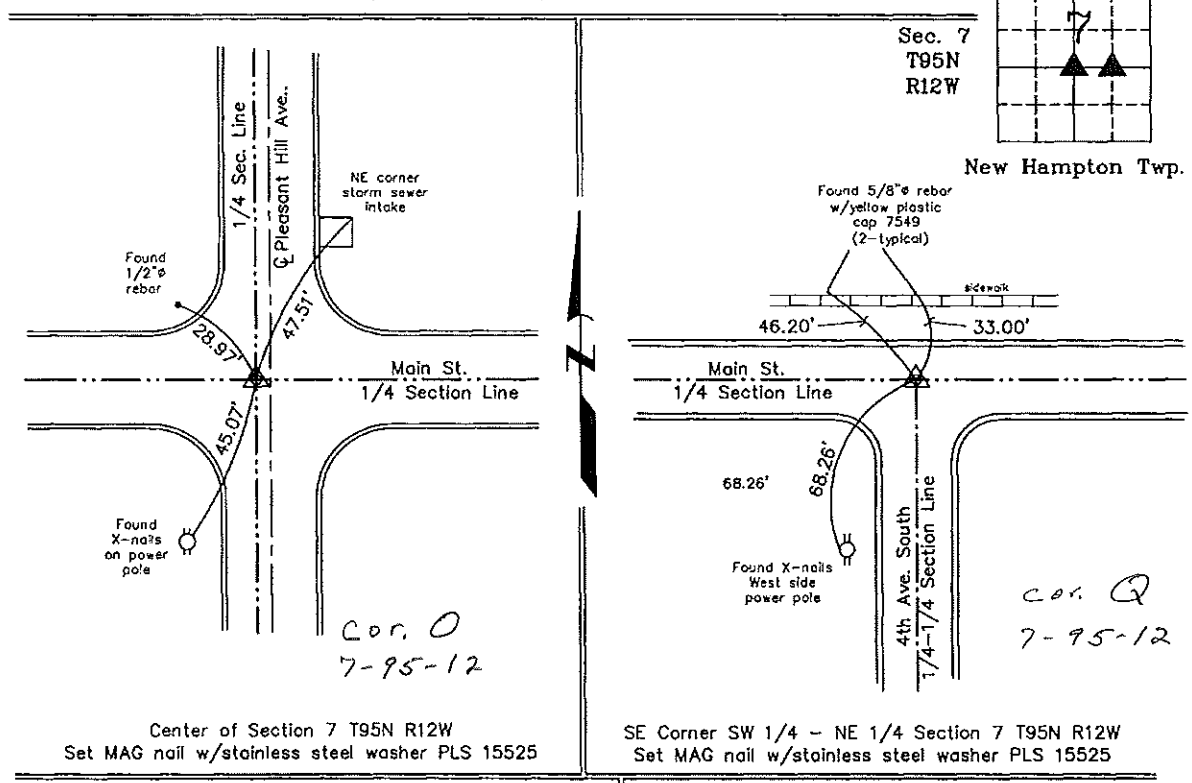 Sec. 7
T95N
R12W
7
New Hampton Twp.
1/4 Sec. Line
℄ Pleasant Hill Ave..
NE corner
storm sewer
intake
Found
1/2"ø
rebar
28.97'
47.51'
Main St.
1/4 Section Line
45.07'
Found
X-nails
on power
pole
Cor. O
7-95-12
Center of Section 7 T95N R12W
Set MAG nail w/stainless steel washer PLS 15525
N
Found 5/8"ø rebar
w/yellow plastic
cap 7549
(2-typical)
sidewalk
46.20'
33.00'
Main St.
1/4 Section Line
68.26'
68.26'
Found X-nails
West side
power pole
4th Ave. South
1/4-1/4 Section Line
cor. Q
7-95-12
SE Corner SW 1/4 - NE 1/4 Section 7 T95N R12W
Set MAG nail w/stainless steel washer PLS 15525